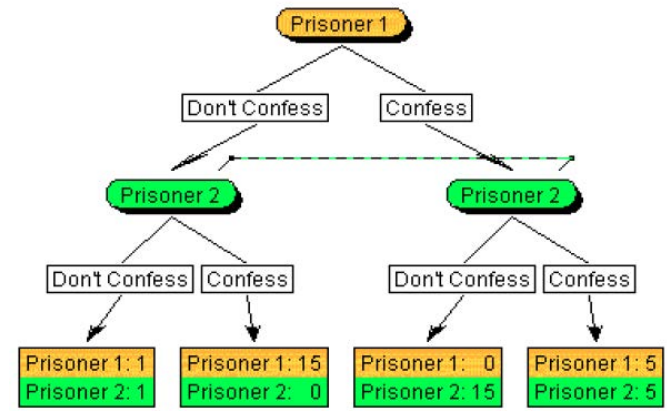 Prisoner 1
Don't Confess
Confess
Prisoner 2
Prisoner 2
Don't Confess
Confess
Don't Confess
Confess
Prisoner 1: 1
Prisoner 2: 1
Prisoner 1: 15
Prisoner 2: 0
Prisoner 1: 0
Prisoner 2: 15
Prisoner 1: 5
Prisoner 2: 5